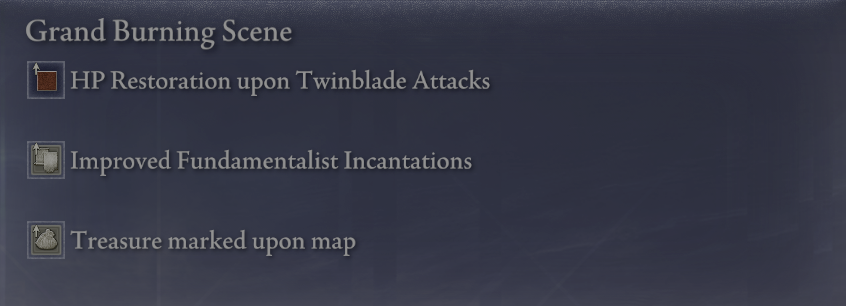 Grand Burning Scene
HP Restoration upon Twinblade Attacks
Improved Fundamentalist Incantations
Treasure marked upon map